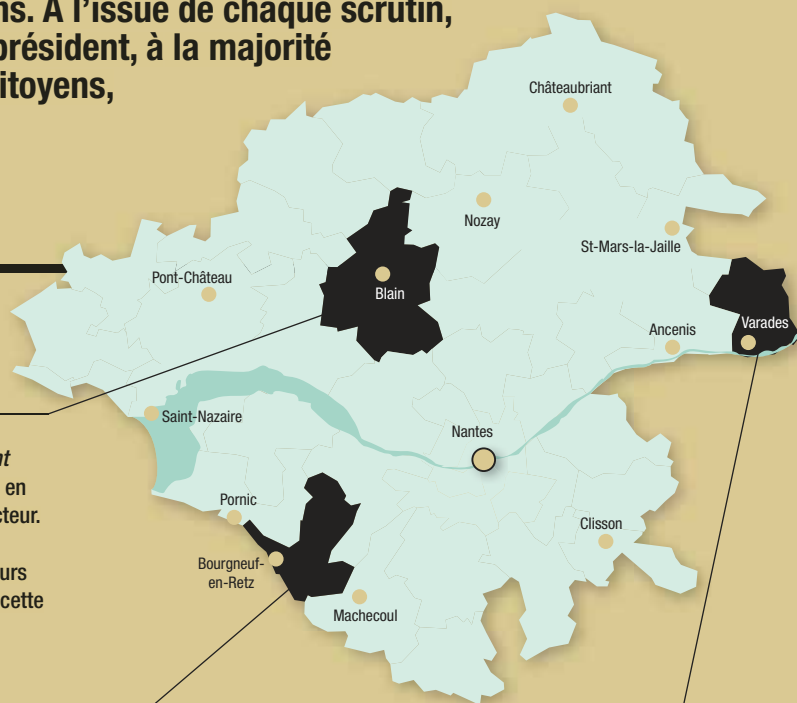 ns. À l’issue de chaque scrutin,
président, à la majorité
itoyens,
Châteaubriant
Nozay
St-Mars-la-Jaille
Pont-Château
Blain
Varades
Ancenis
Saint-Nazaire
Nantes
nt
en
cteur.
Pornic
Clisson
Bourgneuf-
en-Retz
urs
cette
Machecoul